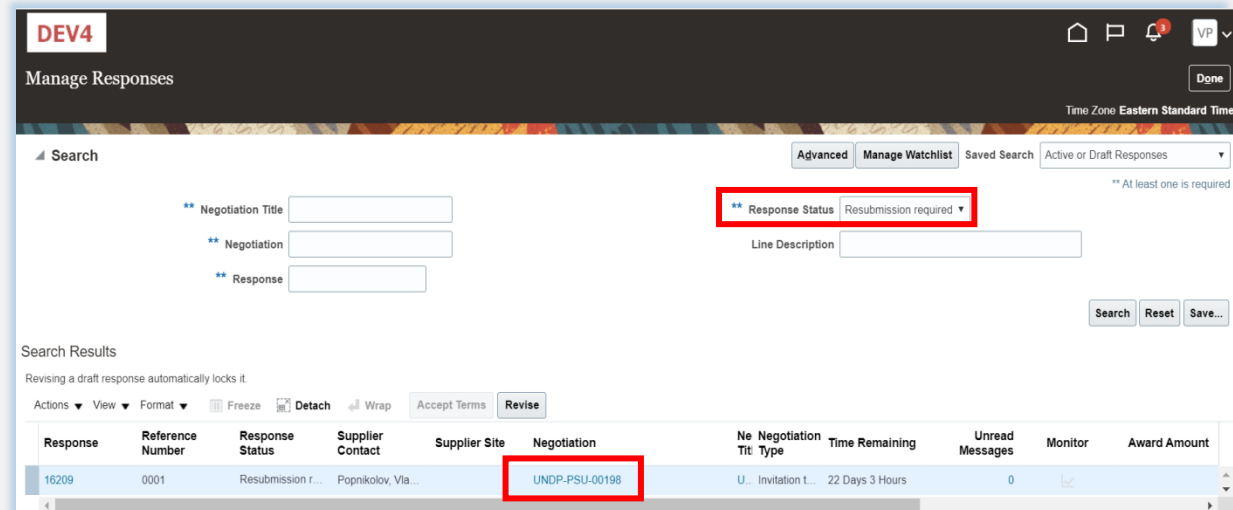 DEV4
3
VP
Manage Responses
Done
Time Zone Eastern Standard Time
Search
Advanced Manage Watchlist Saved Search Active or Draft Responses
** At least one is required
** Negotiation Title
** Response Status Resubmission required
** Negotiation
Line Description
** Response
Search Reset Save...
Search Results
Revising a draft response automatically locks it.
Actions View Format Freeze Detach Wrap Accept Terms Revise
Response Reference Number Response Status Supplier Contact Supplier Site Negotiation Ne Titl Negotiation Type Time Remaining Unread Messages Monitor Award Amount
16209 0001 Resubmission r... Popnikolov, Vla... UNDP-PSU-00198 U... Invitation t... 22 Days 3 Hours 0